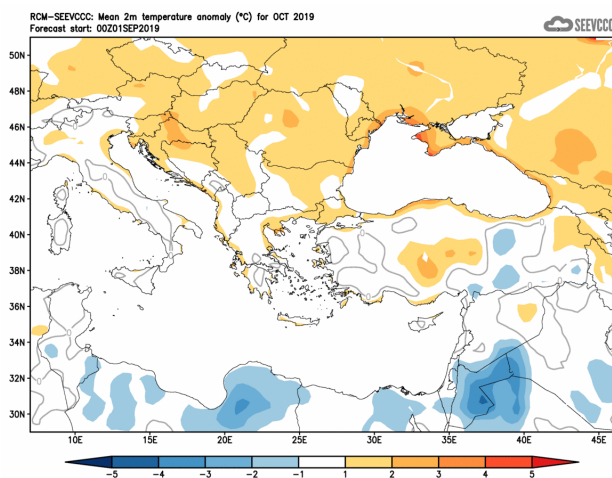 RCM-SEEVCCC: Mean 2m temperature anomaly (°C) for OCT 2019
Forecast start: 00Z01SEP2019
SEEVCCC
50N
48N
46N
44N
42N
40N
38N
36N
34N
32N
30N
10E 15E 20E 25E 30E 35E 40E 45E
-5 -4 -3 -2 -1 1 2 3 4 5